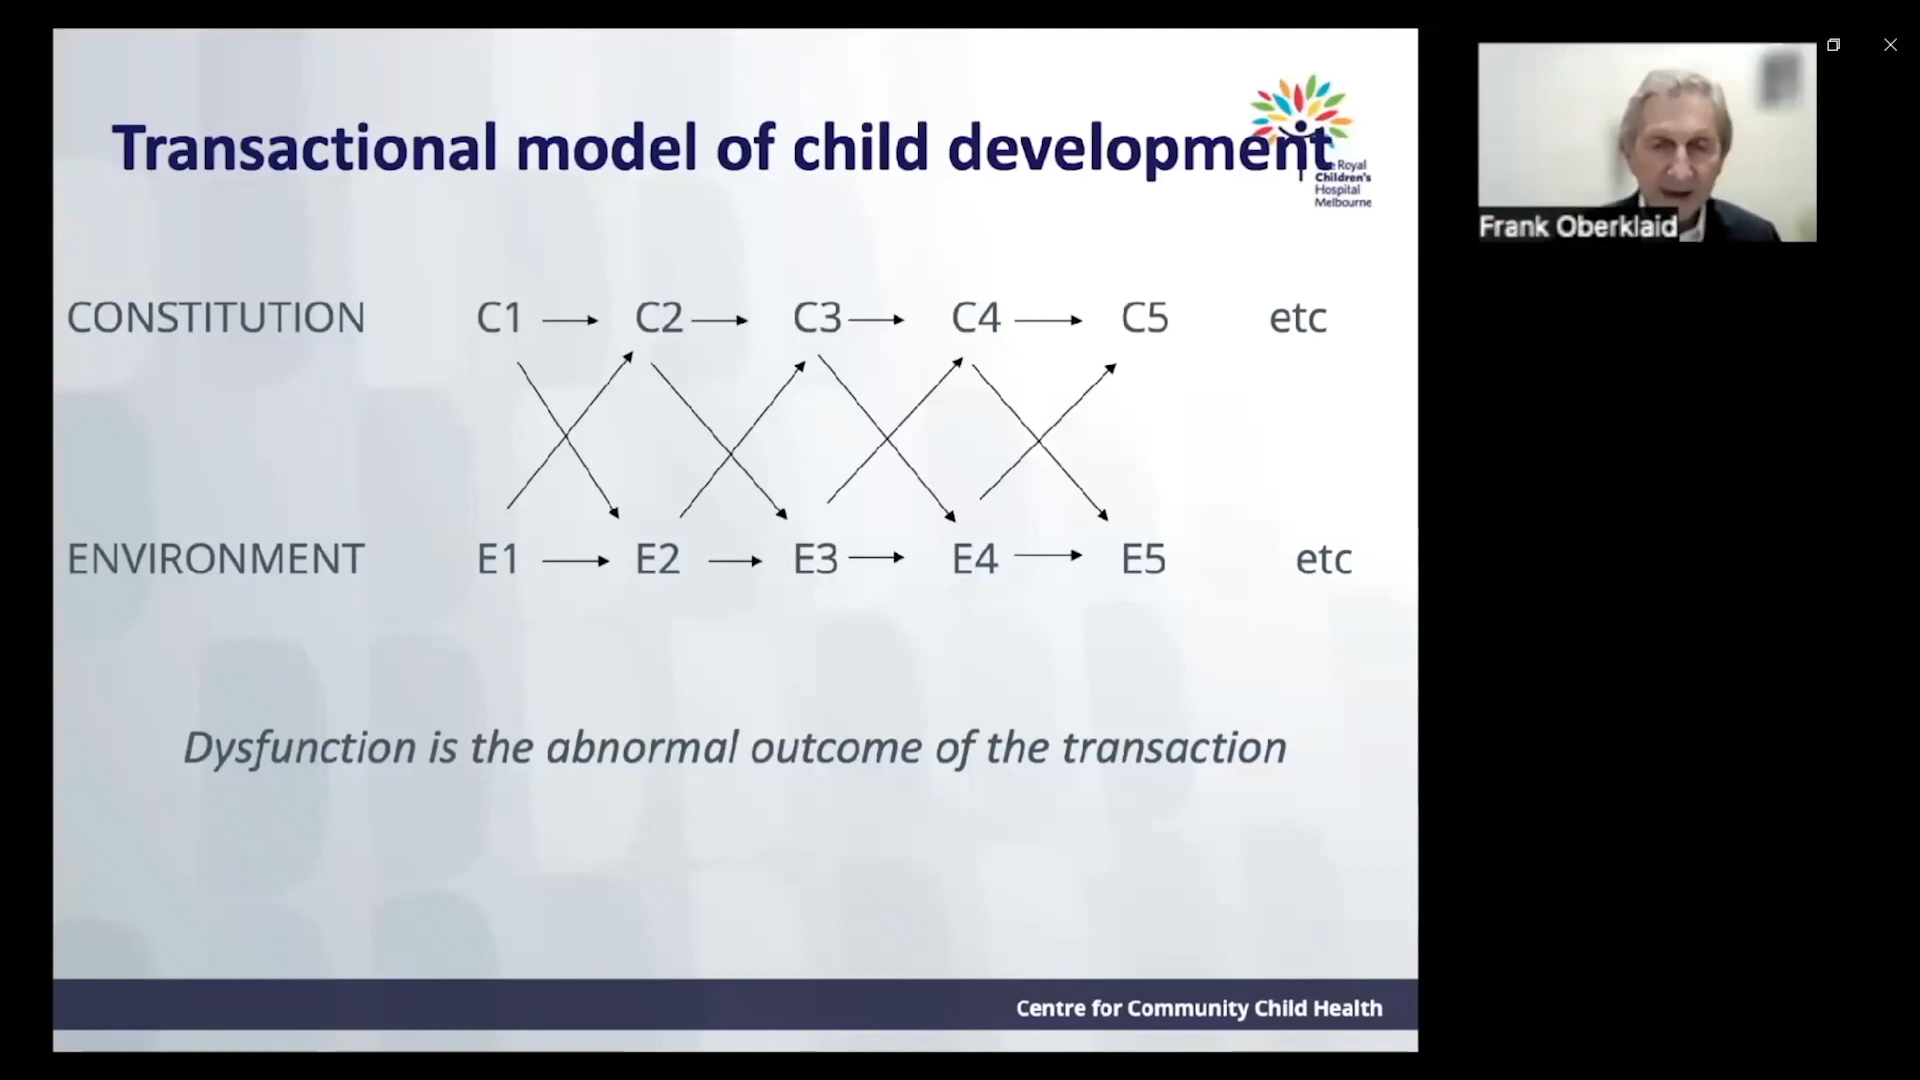 Transactional model of child development
Royal
Children's
Hospital
Melbourne
CONSTITUTION C1 C2 C3 C4 C5 etc
ENVIRONMENT E1 E2 E3 E4 E5 etc
Dysfunction is the abnormal outcome of the transaction
Centre for Community Child Health
Frank Oberklaid